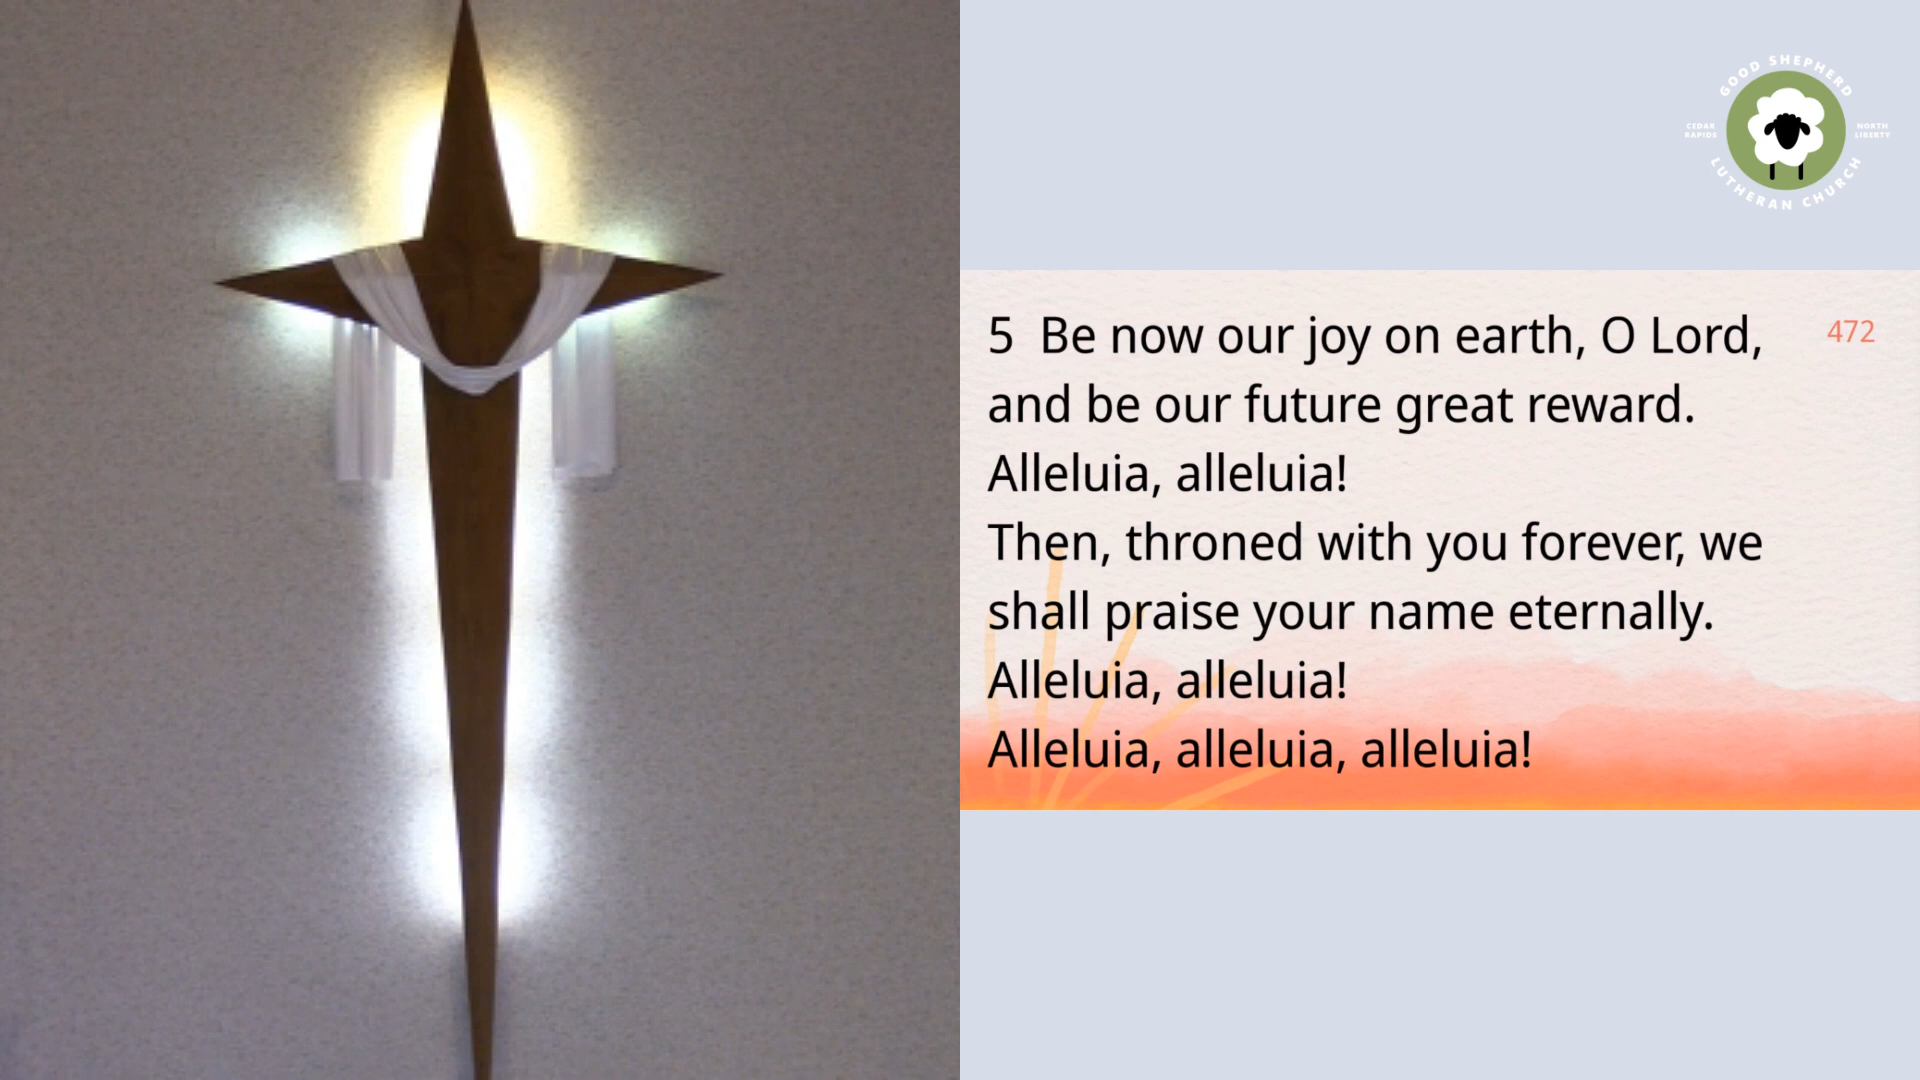 GOOD SHEPHERD
CEDAR RAPIDS
NORTH LIBERTY
LUTHERAN CHURCH
5 Be now our joy on earth, O Lord, 472
and be our future great reward.
Alleluia, alleluia!
Then, throned with you forever, we
shall praise your name eternally.
Alleluia, alleluia!
Alleluia, alleluia, alleluia!